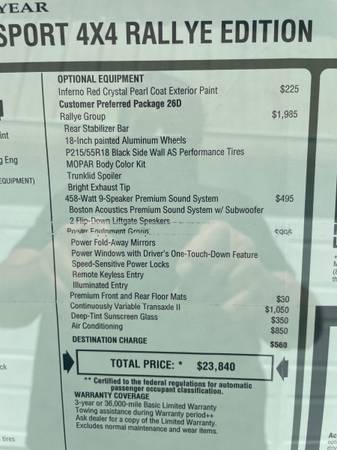 YEAR
SPORT 4X4 RALLYE EDITION
OPTIONAL EQUIPMENT
Inferno Red Crystal Pearl Coat Exterior Paint $225
Customer Preferred Package 26D
Rallye Group $1,985
Rear Stabilizer Bar
18-Inch painted Aluminum Wheels
P215/55R18 Black Side Wall AS Performance Tires
MOPAR Body Color Kit
Trunklid Spoiler
Bright Exhaust Tip
458-Watt 9-Speaker Premium Sound System $495
Boston Acoustics Premium Sound System w/ Subwoofer
2 Flip-Down Liftgate Speakers
Power Equipment Group
Power Fold-Away Mirrors
Power Windows with Driver's One-Touch-Down Feature
Speed-Sensitive Power Locks
Remote Keyless Entry
Illuminated Entry
Premium Front and Rear Floor Mats $30
Continuously Variable Transaxle II $1,050
Deep-Tint Sunscreen Glass $350
Air Conditioning $850
DESTINATION CHARGE $560
TOTAL PRICE: * $23,840
** Certified to the federal regulations for automatic
passenger occupant classification.
WARRANTY COVERAGE
3-year or 36,000-mile Basic Limited Warranty
Towing assistance during Warranty period++
Ask dealer for a copy of the Limited Warranty.
Excludes normal maintenance and wear items.
int
g Eng
EQUIPMENT)
ck
tires